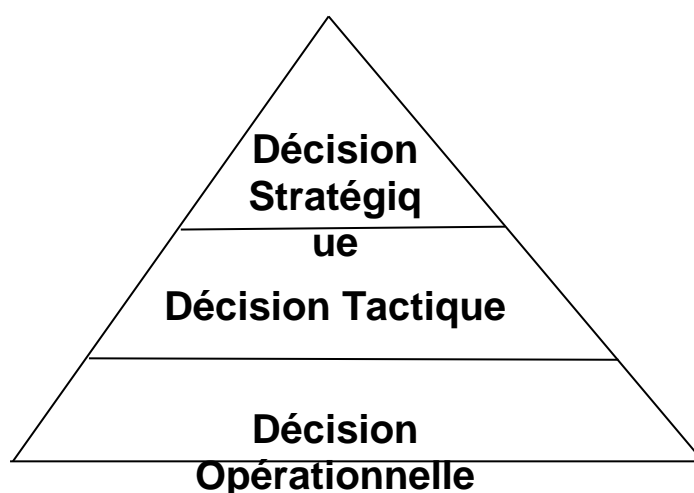 Décision
Stratégiq
ue
Décision Tactique
Décision
Opérationnelle